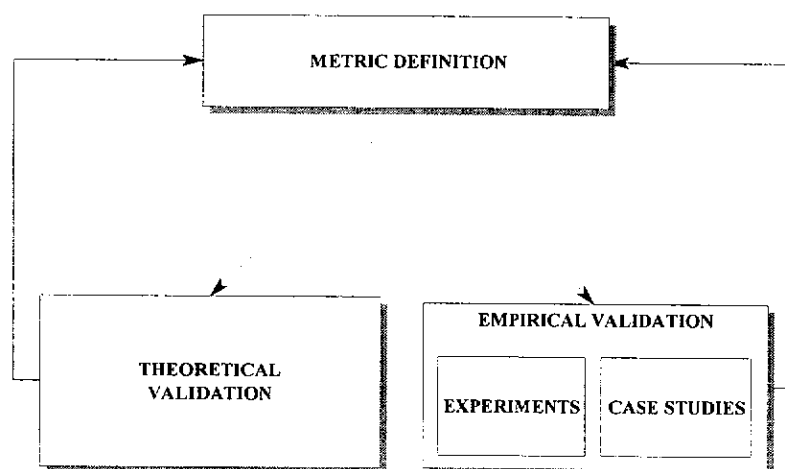 METRIC DEFINITION
THEORETICAL
VALIDATION
EMPIRICAL VALIDATION
EXPERIMENTS
CASE STUDIES